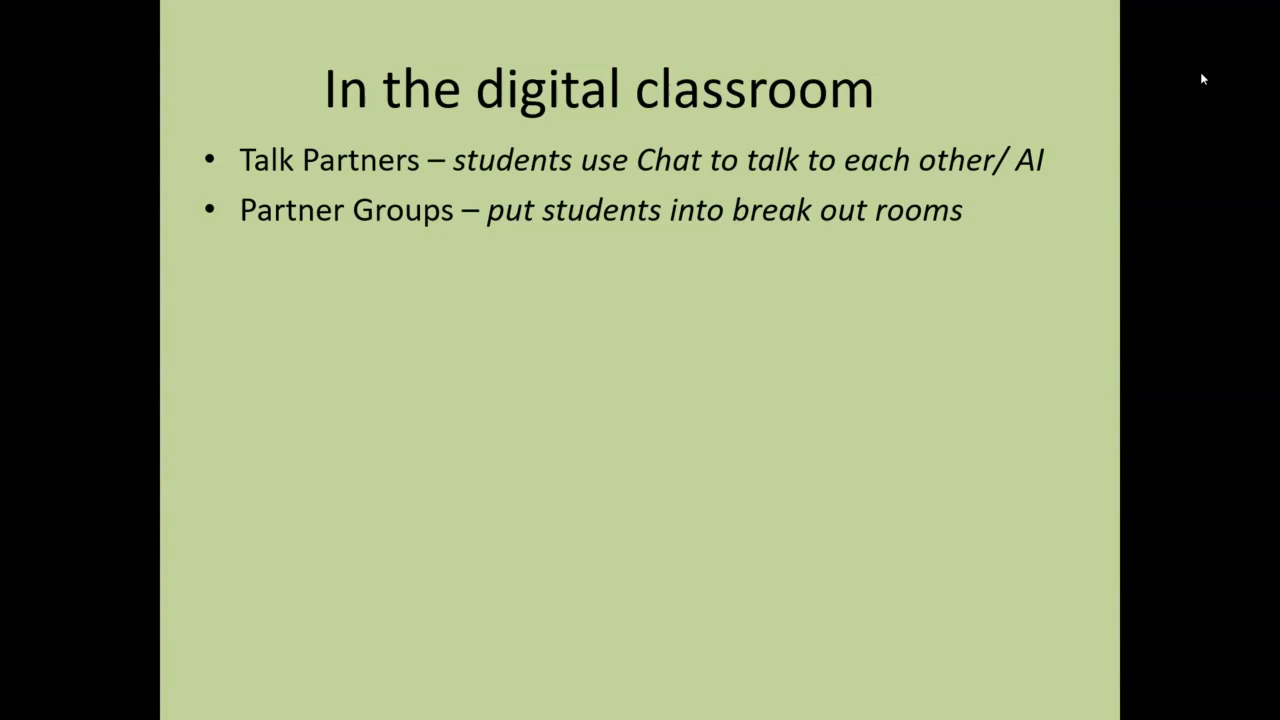 In the digital classroom
• Talk Partners – students use Chat to talk to each other/ AI
• Partner Groups – put students into break out rooms